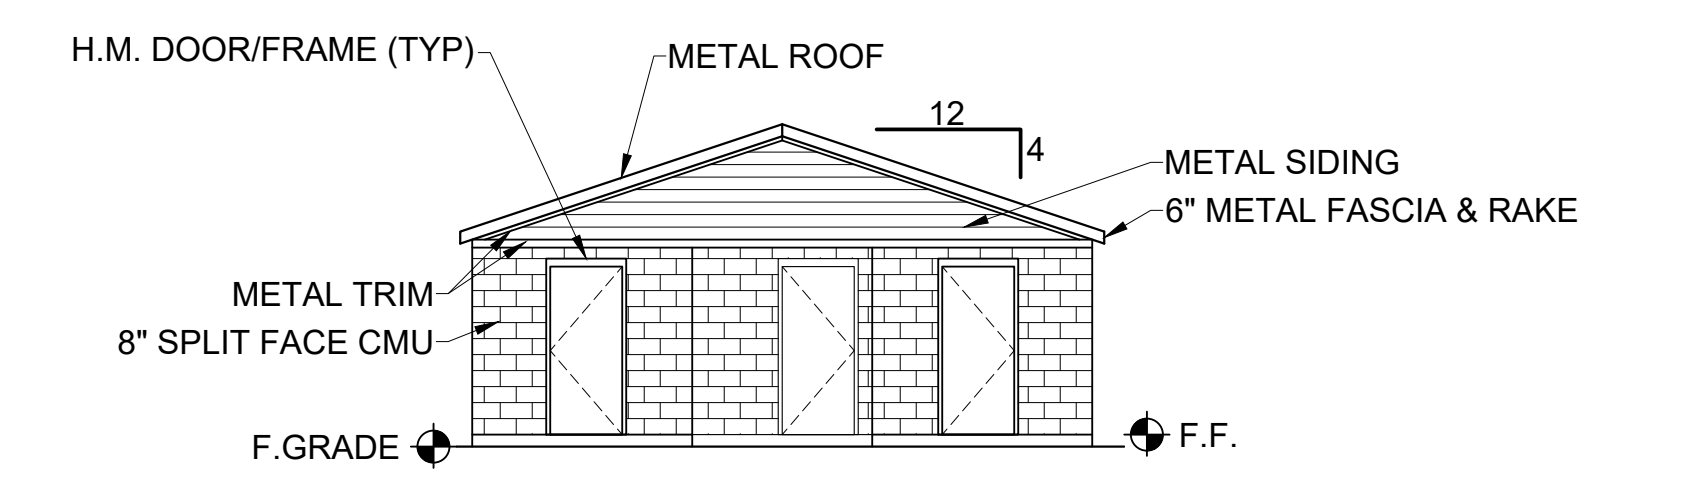 H.M. DOOR/FRAME (TYP)
METAL ROOF
12
4
METAL SIDING
6" METAL FASCIA & RAKE
METAL TRIM
8" SPLIT FACE CMU
F.GRADE
F.F.